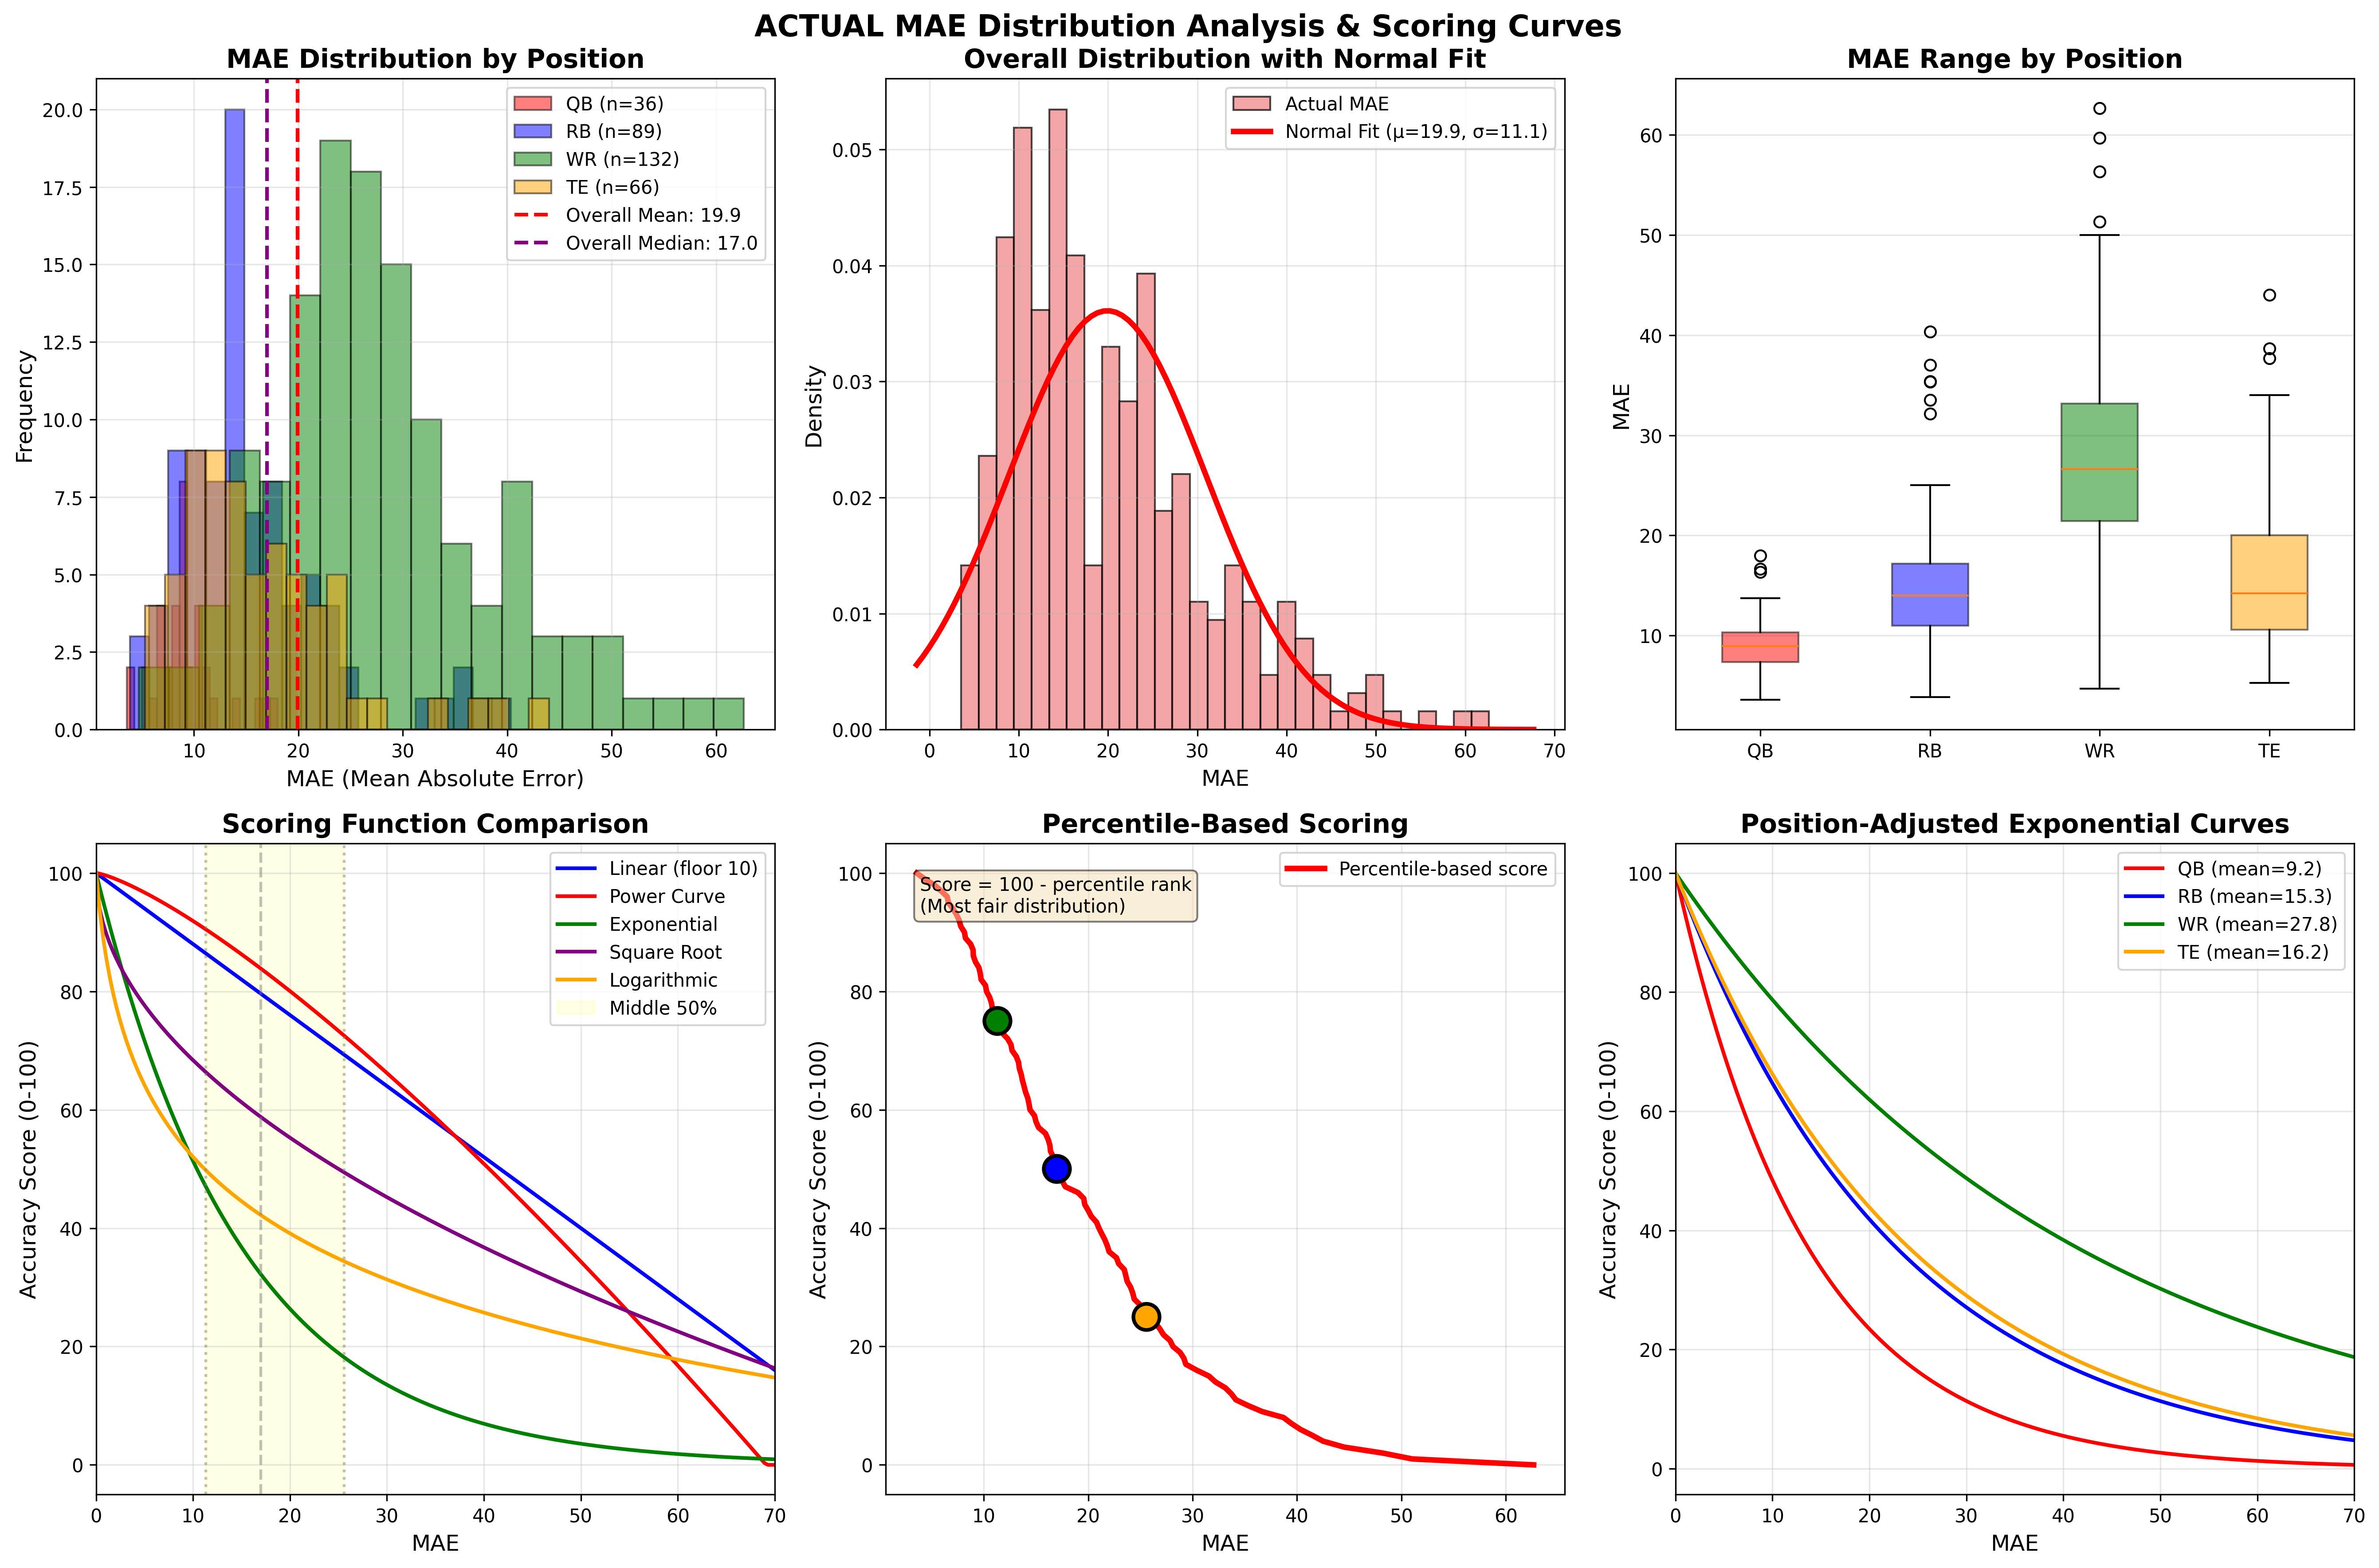 ACTUAL MAE Distribution Analysis & Scoring Curves
MAE Distribution by Position
Frequency
20.0
17.5
15.0
12.5
10.0
7.5
5.0
2.5
0.0
QB (n=36)
RB (n=89)
WR (n=132)
TE (n=66)
Overall Mean: 19.9
Overall Median: 17.0
10 20 30 40 50 60
MAE (Mean Absolute Error)
Overall Distribution with Normal Fit
Density
0.05
0.04
0.03
0.02
0.01
0.00
Actual MAE
Normal Fit (μ=19.9, σ=11.1)
0 10 20 30 40 50 60 70
MAE
MAE Range by Position
MAE
60
50
40
30
20
10
QB RB WR TE
Scoring Function Comparison
Accuracy Score (0-100)
100
80
60
40
20
0
Linear (floor 10)
Power Curve
Exponential
Square Root
Logarithmic
Middle 50%
0 10 20 30 40 50 60 70
MAE
Percentile-Based Scoring
Accuracy Score (0-100)
100
80
60
40
20
0
Score = 100 - percentile rank
(Most fair distribution)
Percentile-based score
10 20 30 40 50 60
MAE
Position-Adjusted Exponential Curves
Accuracy Score (0-100)
100
80
60
40
20
0
QB (mean=9.2)
RB (mean=15.3)
WR (mean=27.8)
TE (mean=16.2)
0 10 20 30 40 50 60 70
MAE